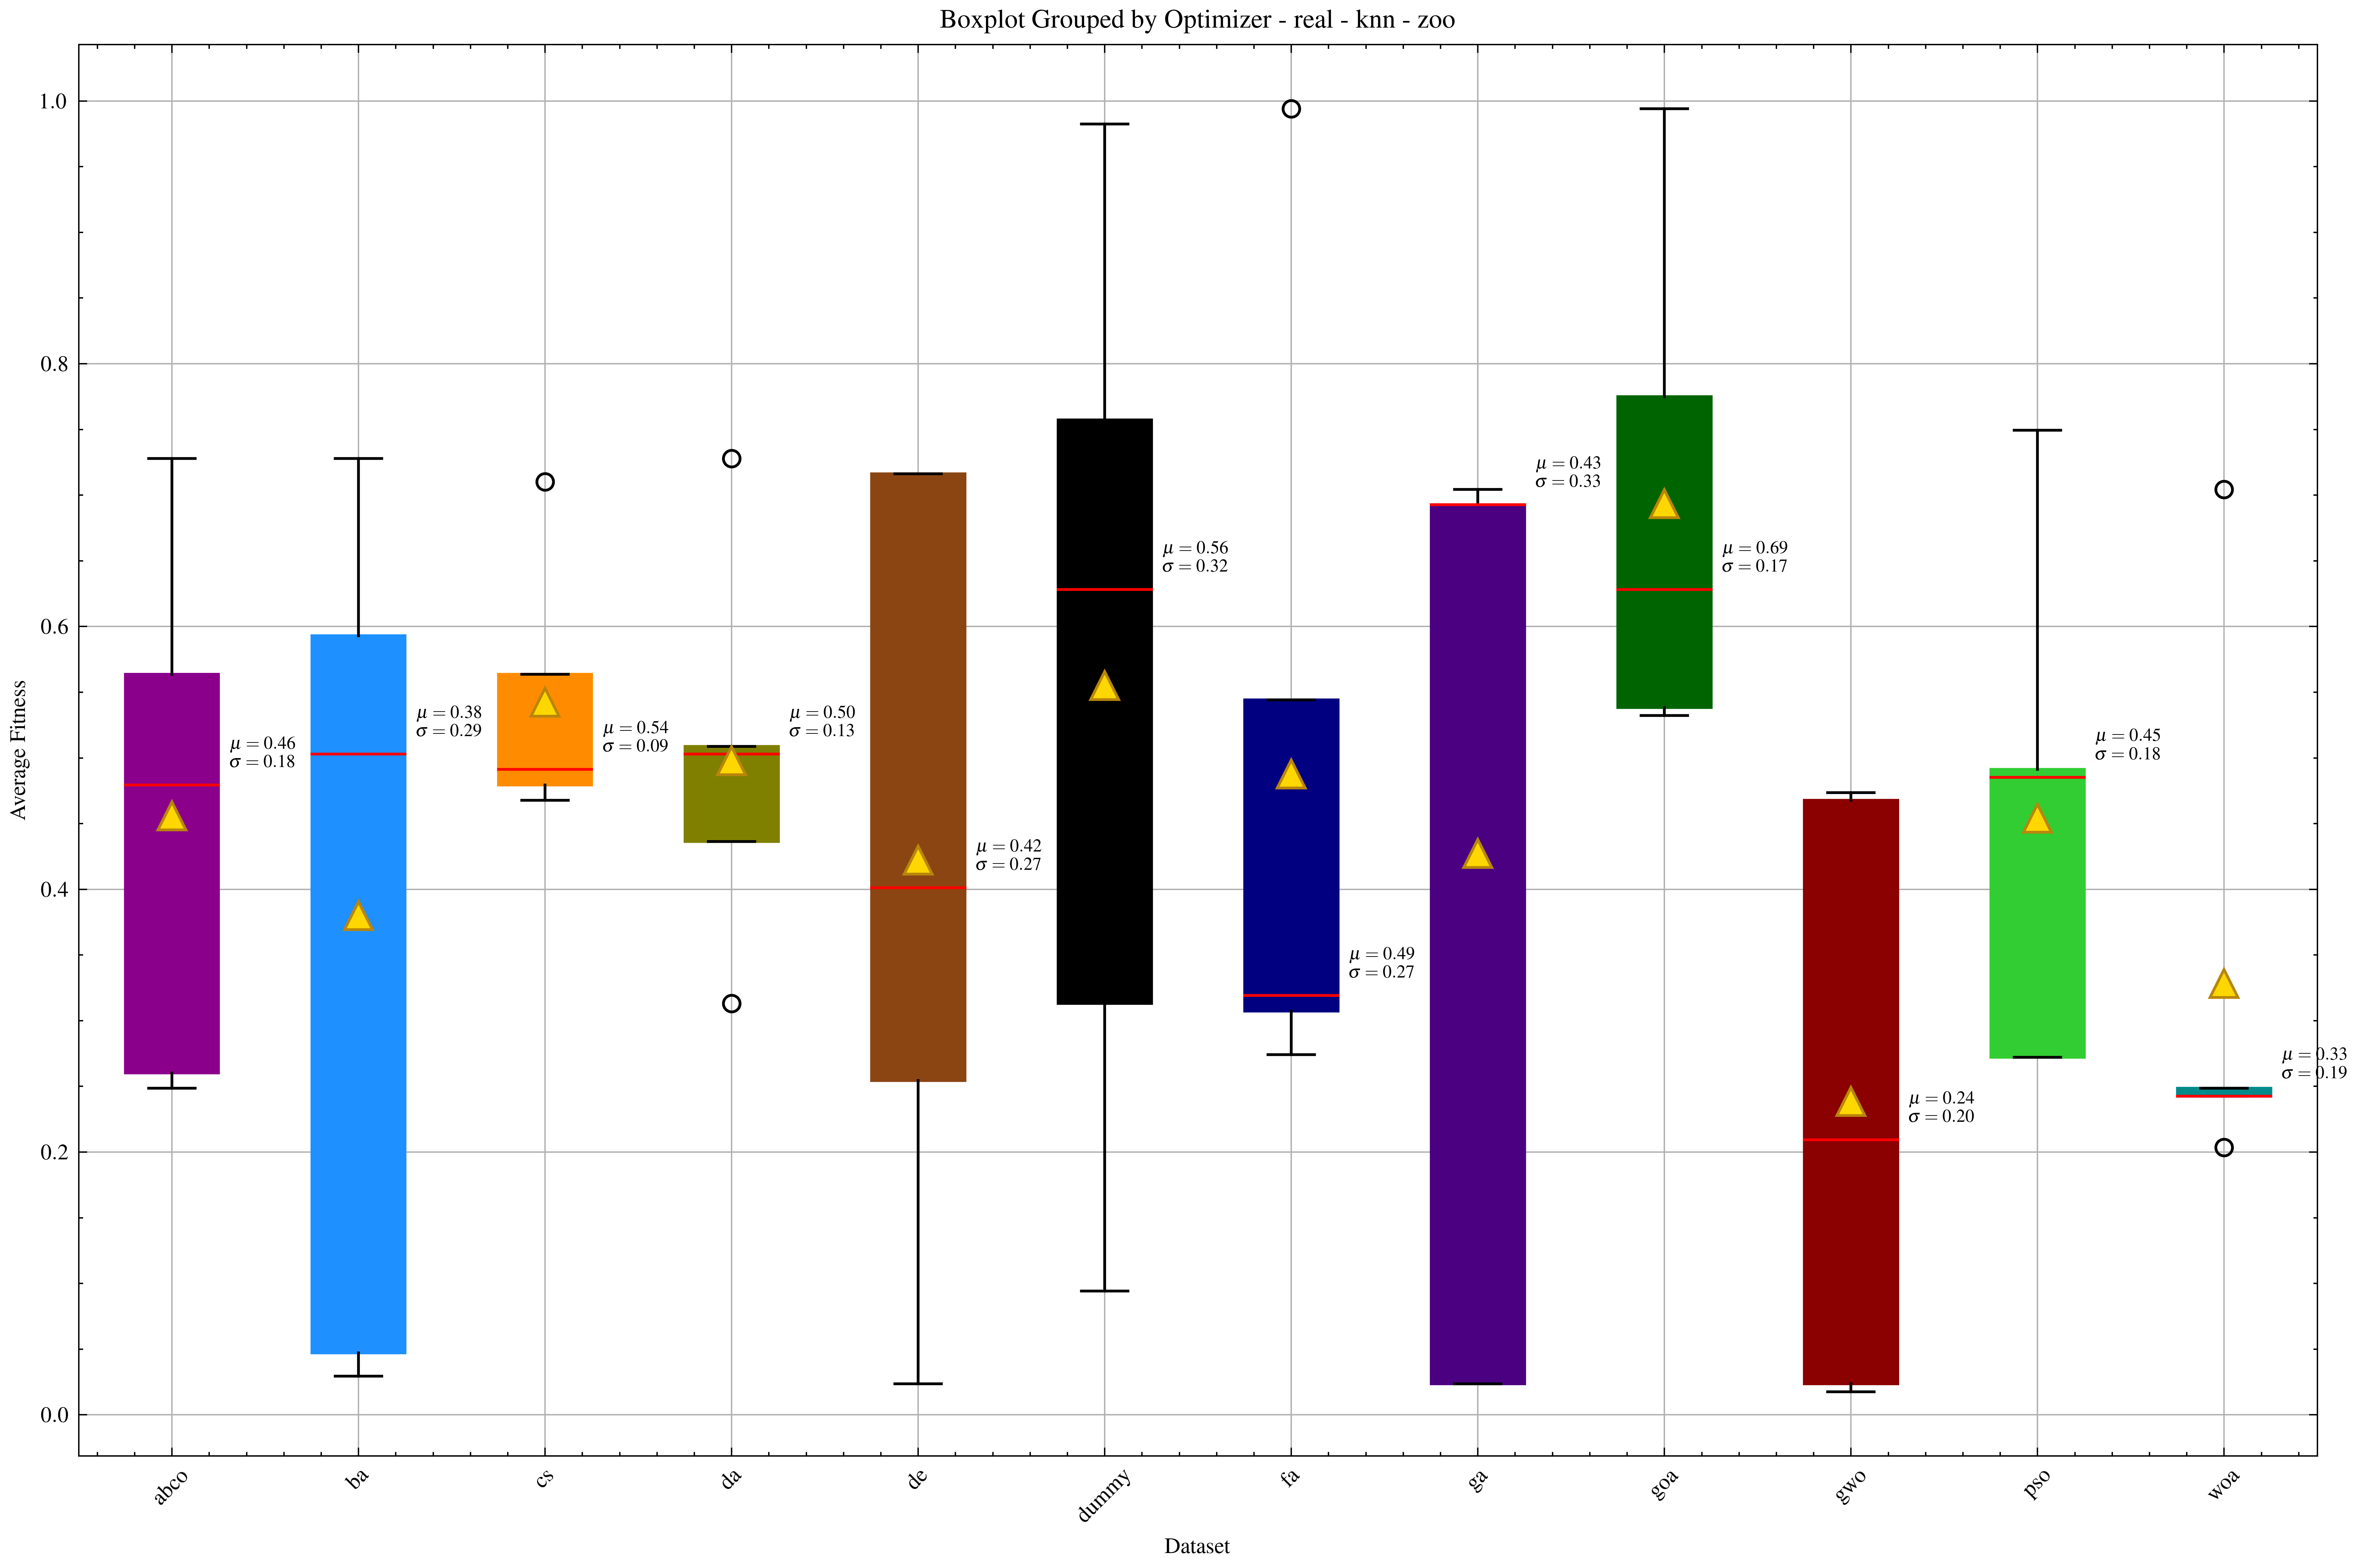 Boxplot Grouped by Optimizer - real - knn - zoo
Average Fitness
1.0
0.8
0.6
0.4
0.2
0.0
μ = 0.46
σ = 0.18
μ = 0.38
σ = 0.29
μ = 0.54
σ = 0.09
μ = 0.50
σ = 0.13
μ = 0.42
σ = 0.27
μ = 0.56
σ = 0.32
μ = 0.49
σ = 0.27
μ = 0.43
σ = 0.33
μ = 0.69
σ = 0.17
μ = 0.24
σ = 0.20
μ = 0.45
σ = 0.18
μ = 0.33
σ = 0.19
abco
ba
cs
da
de
dummy
fa
ga
goa
gwo
pso
woa
Dataset